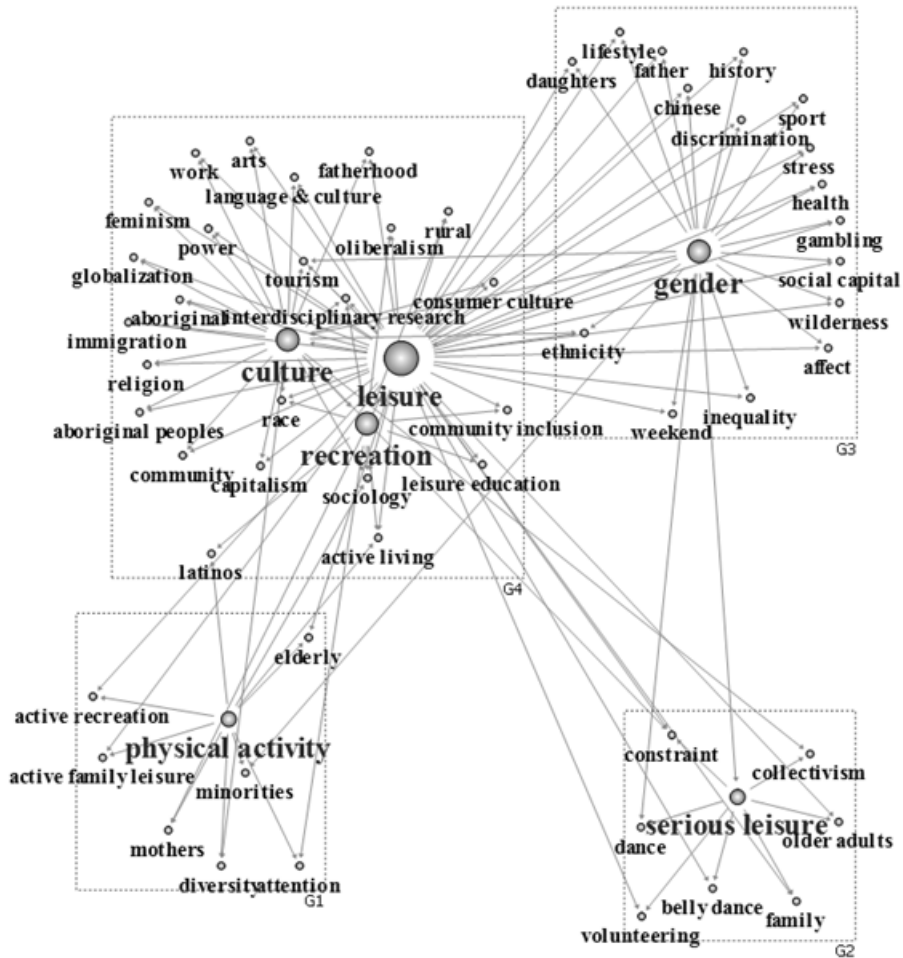 lifestyle
daughters
father
history
chinese
sport
discrimination
stress
health
gambling
gender
social capital
wilderness
ethnicity
affect
inequality
weekend
G3
arts
work
fatherhood
language & culture
feminism
rural
power
oliberalism
globalization
tourism
consumer culture
aboriginal
interdisciplinary research
immigration
culture
religion
leisure
race
community inclusion
aboriginal peoples
recreation
community
capitalism
leisure education
sociology
active living
latinos
G4
elderly
active recreation
physical activity
active family leisure
minorities
mothers
diversity
attention
G1
constraint
collectivism
serious leisure
dance
older adults
belly dance
family
volunteering
G2